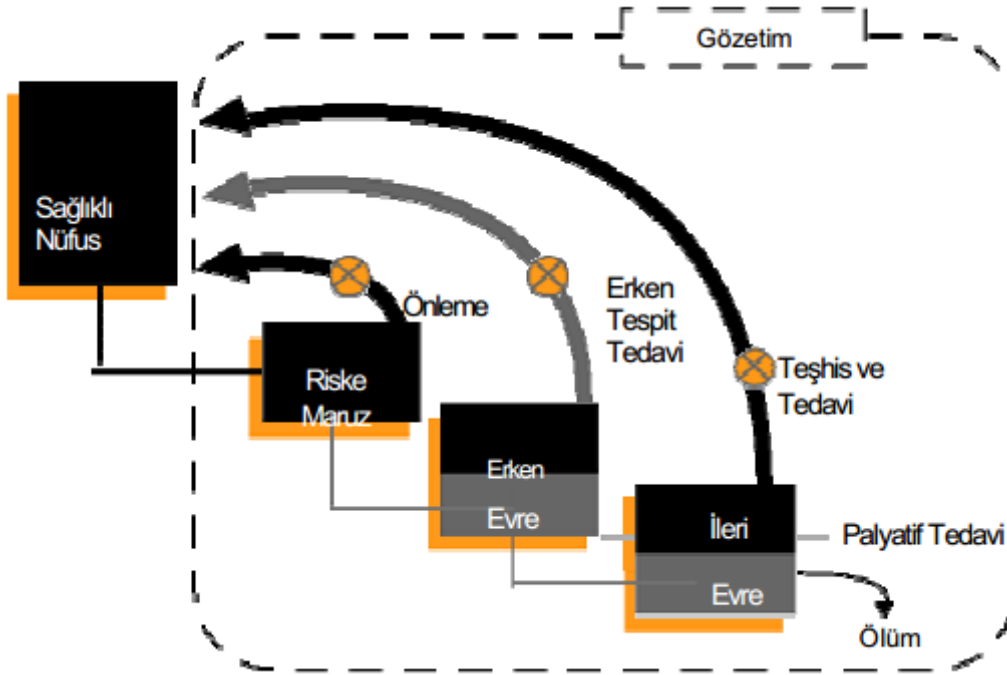 Gözetim
Sağlıklı
Nüfus
Önleme
Erken
Tespit
Tedavi
Riske
Maruz
Teşhis ve
Tedavi
Erken
Evre
İleri
Evre
Palyatif Tedavi
Ölüm